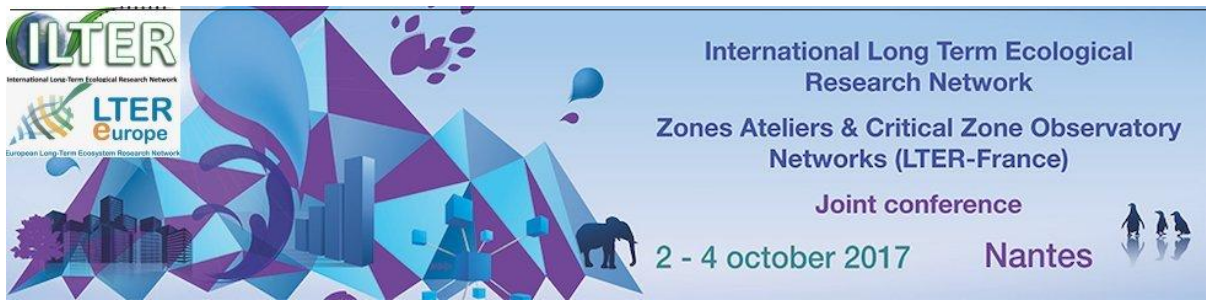 ILTER
International Long-Term Ecological Research Network
LTER
europe
European Long-Term Ecosystem Research Network
International Long Term Ecological
Research Network
Zones Ateliers & Critical Zone Observatory
Networks (LTER-France)
Joint conference
2 - 4 october 2017 Nantes